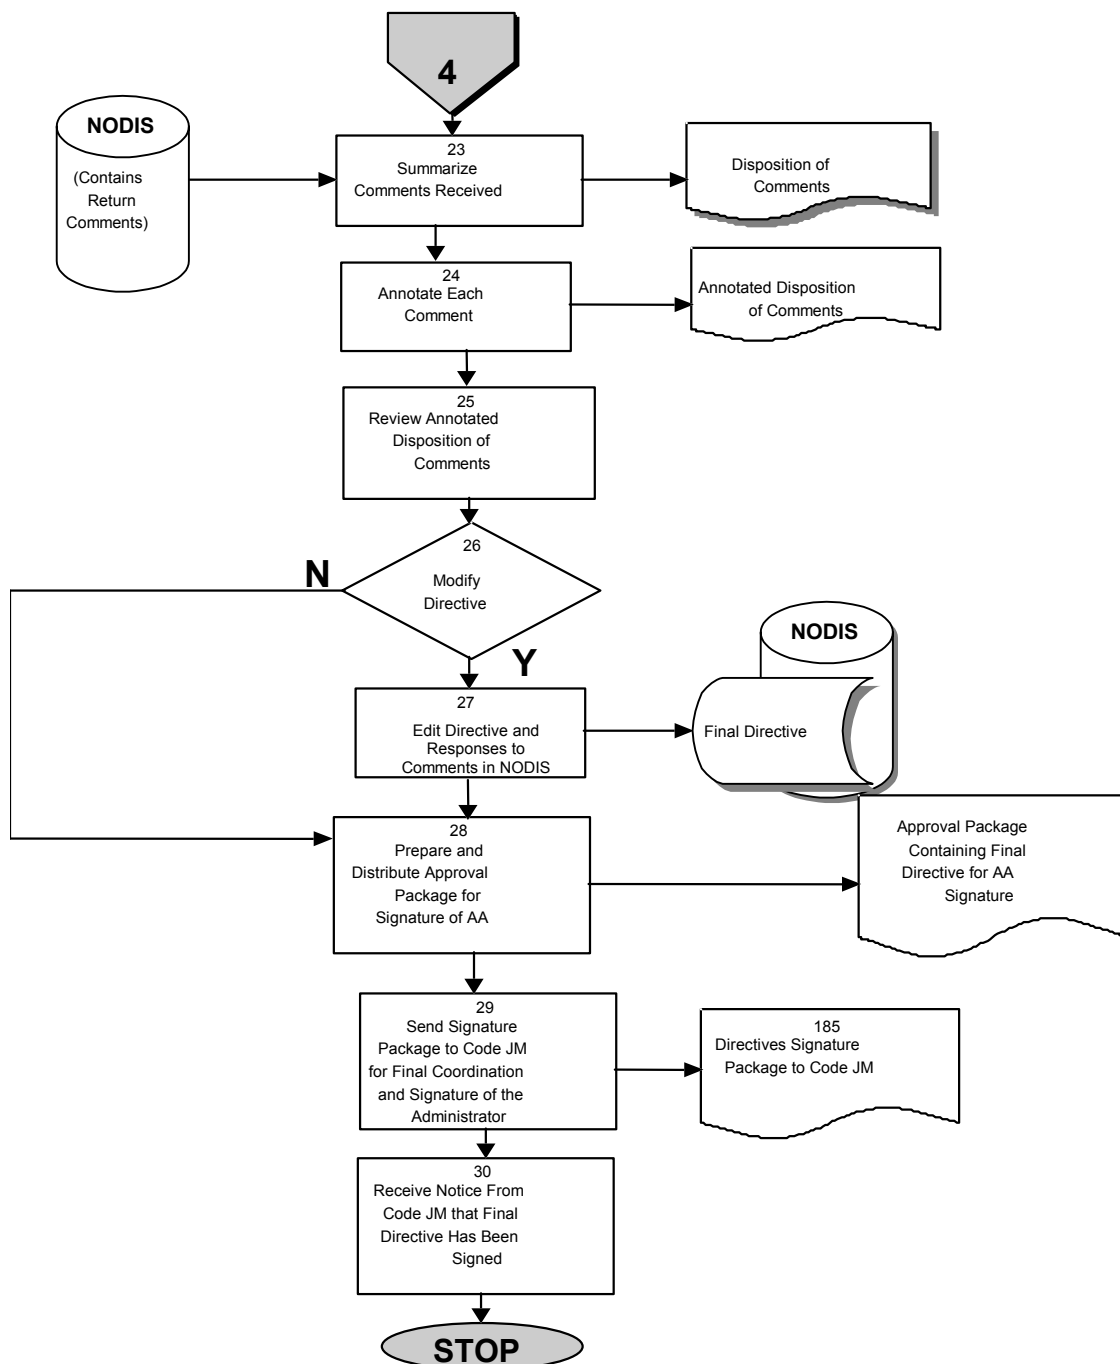 4
NODIS
(Contains
Return
Comments)
23
Summarize
Comments Received
Disposition of
Comments
24
Annotate Each
Comment
Annotated Disposition
of Comments
25
Review Annotated
Disposition of
Comments
26
Modify
Directive
N
Y
27
Edit Directive and
Responses to
Comments in NODIS
NODIS
Final Directive
28
Prepare and
Distribute Approval
Package for
Signature of AA
Approval Package
Containing Final
Directive for AA
Signature
29
Send Signature
Package to Code JM
for Final Coordination
and Signature of the
Administrator
185
Directives Signature
Package to Code JM
30
Receive Notice From
Code JM that Final
Directive Has Been
Signed
STOP